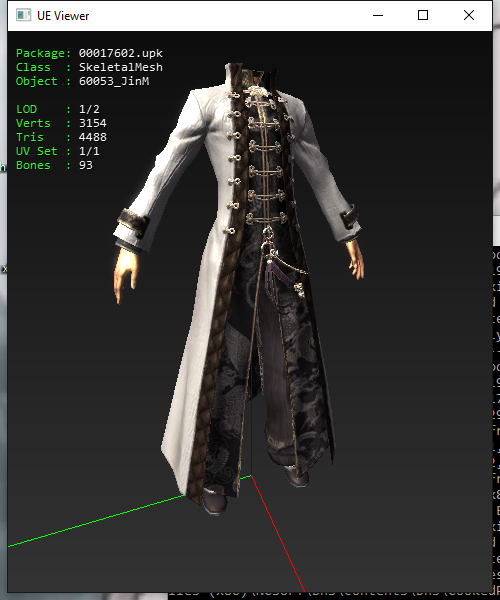 UE Viewer
Package: 00017602.upk
Class : SkeletalMesh
Object : 60053_JinM
LOD : 1/2
Verts : 3154
Tris : 4488
UV Set : 1/1
Bones : 93